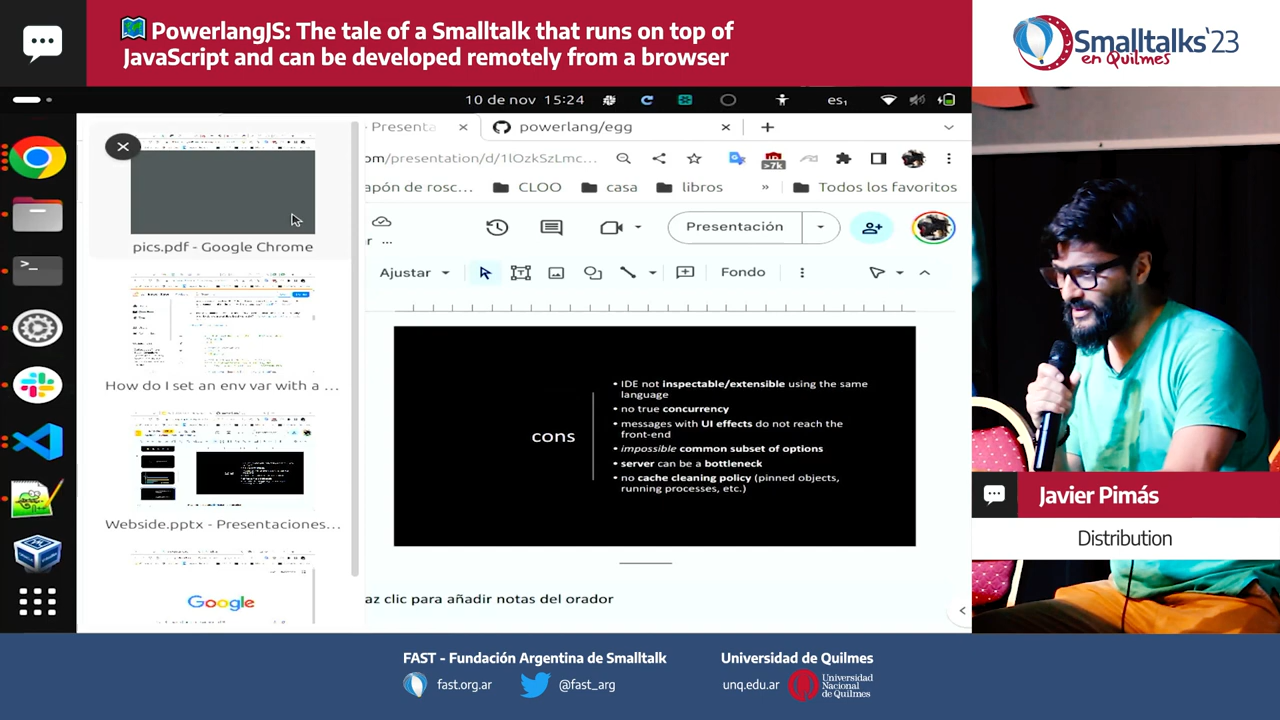 PowerlangJS: The tale of a Smalltalk that runs on top of
JavaScript and can be developed remotely from a browser
Smalltalks'23
en Quilmes
10 de nov 15:24
es₁
Presenta
powerlang/egg
om/presentation/d/1lOzkSzLmc...
>7k
apón de rosc...
CLOO
casa
libros
»
Todos los favoritos
pics.pdf - Google Chrome
ar
...
Presentación
Ajustar
Fondo
How do I set an env var with a ...
cons
• IDE not inspectable/extensible using the same
language
• no true concurrency
• messages with UI effects do not reach the
front-end
• impossible common subset of options
• server can be a bottleneck
• no cache cleaning policy (pinned objects,
running processes, etc.)
Webside.pptx - Presentaciones...
Google
az clic para añadir notas del orador
Javier Pimás
Distribution
FAST - Fundación Argentina de Smalltalk
fast.org.ar
@fast_arg
Universidad de Quilmes
unq.edu.ar
Universidad
Nacional
de Quilmes